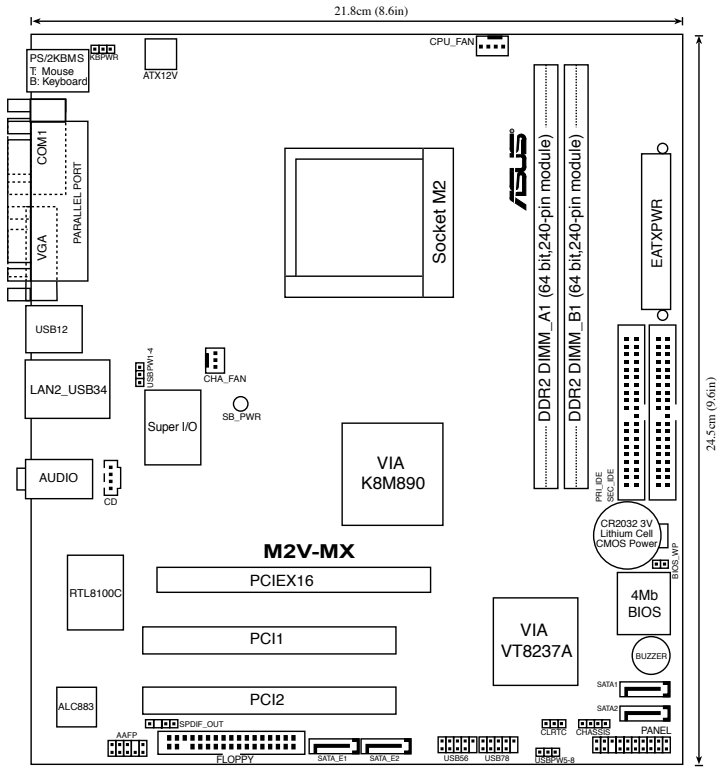 21.8cm (8.6in)
CPU_FAN
PS/2KBMS
T: Mouse
B: Keyboard
KBPWR
ATX12V
COM1
PARALLEL PORT
VGA
Socket M2
ASUS
DDR2 DIMM_A1 (64 bit,240-pin module)
DDR2 DIMM_B1 (64 bit,240-pin module)
EATXPWR
24.5cm (9.6in)
USB12
USBPW1-4
CHA_FAN
LAN2_USB34
Super I/O
SB_PWR
VIA
K8M890
AUDIO
CD
PRI_IDE
SEC_IDE
CR2032 3V
Lithium Cell
CMOS Power
BIOS_WP
M2V-MX
PCIEX16
RTL8100C
4Mb
BIOS
VIA
VT8237A
PCI1
BUZZER
SATA1
ALC883
PCI2
SATA2
SPDIF_OUT
CLRTC
CHASSIS
PANEL
AAFP
FLOPPY
SATA_E1
SATA_E2
USB56
USB78
USBPW5-8